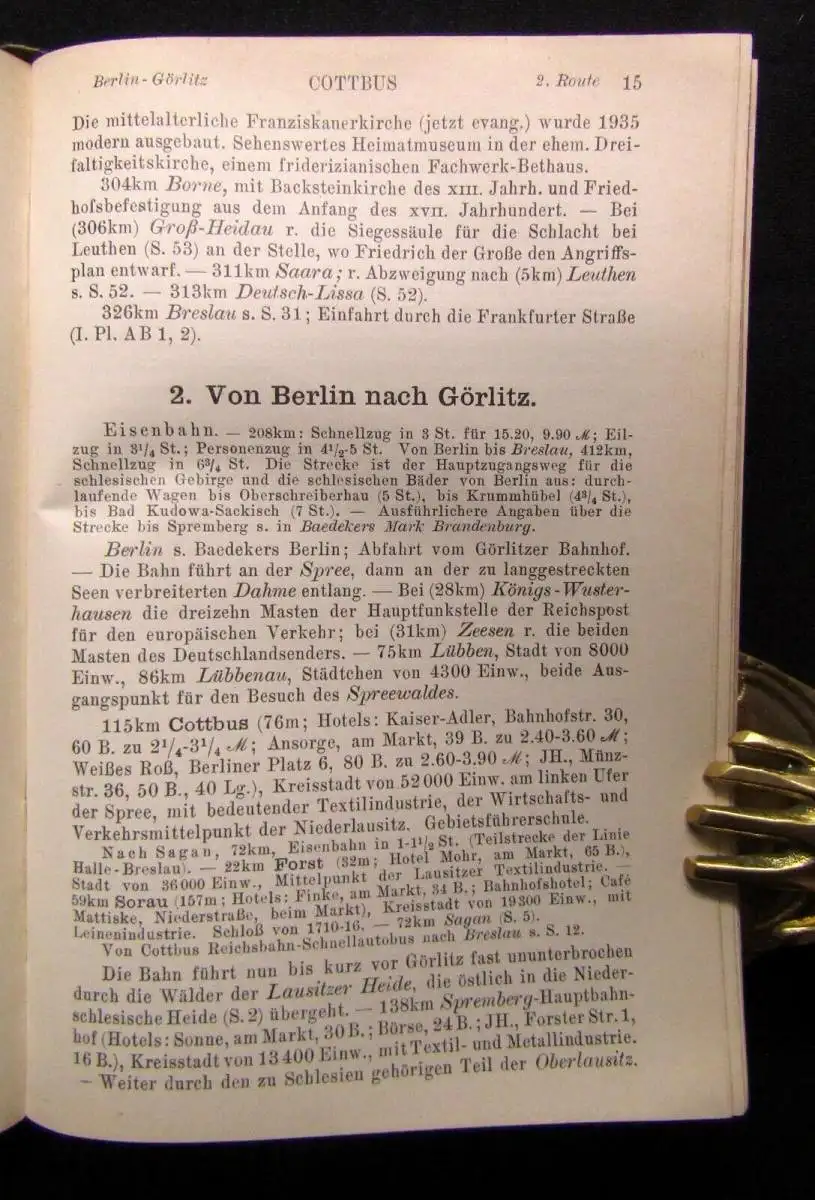 Berlin-Görlitz COTTBUS 2. Route 15
Die mittelalterliche Franziskanerkirche (jetzt evang.) wurde 1935
modern ausgebaut. Sehenswertes Heimatmuseum in der ehem. Drei-
faltigkeitskirche, einem friderizianischen Fachwerk-Bethaus.
304km Borne, mit Backsteinkirche des XIII. Jahrh. und Fried-
hofsbefestigung aus dem Anfang des XVII. Jahrhundert. — Bei
(306km) Groß-Heidau r. die Siegessäule für die Schlacht bei
Leuthen (S. 53) an der Stelle, wo Friedrich der Große den Angriffs-
plan entwarf. — 311km Saara; r. Abzweigung nach (5km) Leuthen
s. S. 52. — 313km Deutsch-Lissa (S. 52).
326km Breslau s. S. 31; Einfahrt durch die Frankfurter Straße
(I. Pl. AB 1, 2).
2. Von Berlin nach Görlitz.
Eisenbahn. — 208km: Schnellzug in 3 St. für 15.20, 9.90 ℳ; Eil-
zug in 3¹/₄ St.; Personenzug in 4¹/₂-5 St. Von Berlin bis Breslau, 412km,
Schnellzug in 6³/₄ St. Die Strecke ist der Hauptzugangsweg für die
schlesischen Gebirge und die schlesischen Bäder von Berlin aus: durch-
laufende Wagen bis Oberschreiberhau (5 St.), bis Krummhübel (4³/₄ St.),
bis Bad Kudowa-Sackisch (7 St.). — Ausführlichere Angaben über die
Strecke bis Spremberg s. in Baedekers Mark Brandenburg.
Berlin s. Baedekers Berlin; Abfahrt vom Görlitzer Bahnhof.
— Die Bahn führt an der Spree, dann an der zu langgestreckten
Seen verbreiterten Dahme entlang. — Bei (28km) Königs-Wuster-
hausen die dreizehn Masten der Hauptfunkstelle der Reichspost
für den europäischen Verkehr; bei (31km) Zeesen r. die beiden
Masten des Deutschlandsenders. — 75km Lübben, Stadt von 8000
Einw., 86km Lübbenau, Städtchen von 4300 Einw., beide Aus-
gangspunkt für den Besuch des Spreewaldes.
115km Cottbus (76m; Hotels: Kaiser-Adler, Bahnhofstr. 30,
60 B. zu 2¹/₄-3¹/₄ ℳ; Ansorge, am Markt, 39 B. zu 2.40-3.60 ℳ;
Weißes Roß, Berliner Platz 6, 80 B. zu 2.60-3.90 ℳ; JH., Münz-
str. 36, 50 B., 40 Lg.), Kreisstadt von 52000 Einw. am linken Ufer
der Spree, mit bedeutender Textilindustrie, der Wirtschafts- und
Verkehrsmittelpunkt der Niederlausitz. Gebietsführerschule.
Nach Sagan, 72km, Eisenbahn in 1-1¹/₂ St. (Teilstrecke der Linie
Halle-Breslau). — 22km Forst (32m; Hotel Mohr, am Markt, 65 B.),
Stadt von 36000 Einw., Mittelpunkt der Lausitzer Textilindustrie. —
59km Sorau (157m; Hotels: Finke, am Markt, 34 B.; Bahnhofshotel; Café
Mattiske, Niederstraße, beim Markt), Kreisstadt von 19300 Einw., mit
Leinenindustrie. Schloß von 1710-16. — 72km Sagan (S. 5).
Von Cottbus Reichsbahn-Schnellautobus nach Breslau s. S. 12.
Die Bahn führt nun bis kurz vor Görlitz fast ununterbrochen
durch die Wälder der Lausitzer Heide, die östlich in die Nieder-
schlesische Heide (S. 2) übergeht. — 138km Spremberg-Hauptbahn-
hof (Hotels: Sonne, am Markt, 30 B.; Börse, 24 B.; JH., Forster Str. 1,
16 B.), Kreisstadt von 13400 Einw., mit Textil- und Metallindustrie.
– Weiter durch den zu Schlesien gehörigen Teil der Oberlausitz.